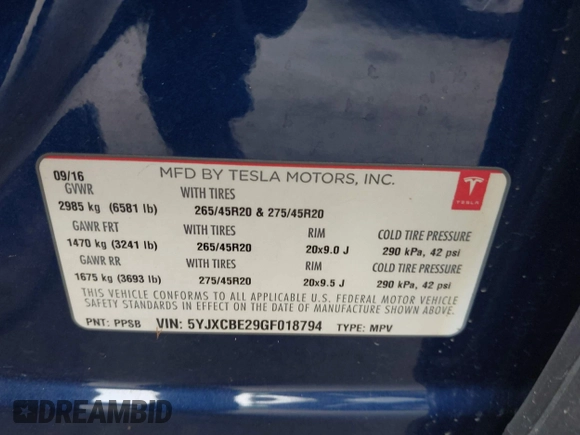 MFD BY TESLA MOTORS, INC.
09/16
GVWR WITH TIRES
2985 kg (6581 lb) 265/45R20 & 275/45R20
GAWR FRT WITH TIRES RIM COLD TIRE PRESSURE
1470 kg (3241 lb) 265/45R20 20x9.0 J 290 kPa, 42 psi
GAWR RR WITH TIRES RIM COLD TIRE PRESSURE
1675 kg (3693 lb) 275/45R20 20x9.5 J 290 kPa, 42 psi
THIS VEHICLE CONFORMS TO ALL APPLICABLE U.S. FEDERAL MOTOR VEHICLE
SAFETY STANDARDS IN EFFECT ON THE DATE OF MANUFACTURE SHOWN ABOVE.
PNT: PPSB VIN: 5YJXCBE29GF018794 TYPE: MPV
TESLA
DREAMBID